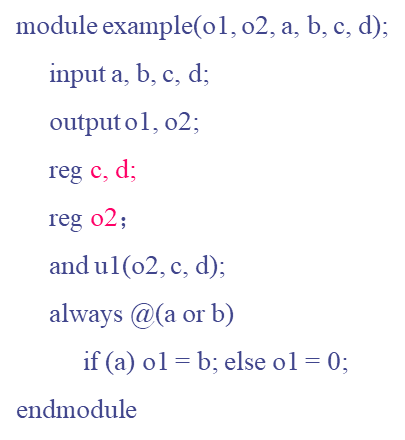 module example(o1, o2, a, b, c, d);
input a, b, c, d;
output o1, o2;
reg c, d;
reg o2；
and u1(o2, c, d);
always @(a or b)
if (a) o1 = b; else o1 = 0;
endmodule